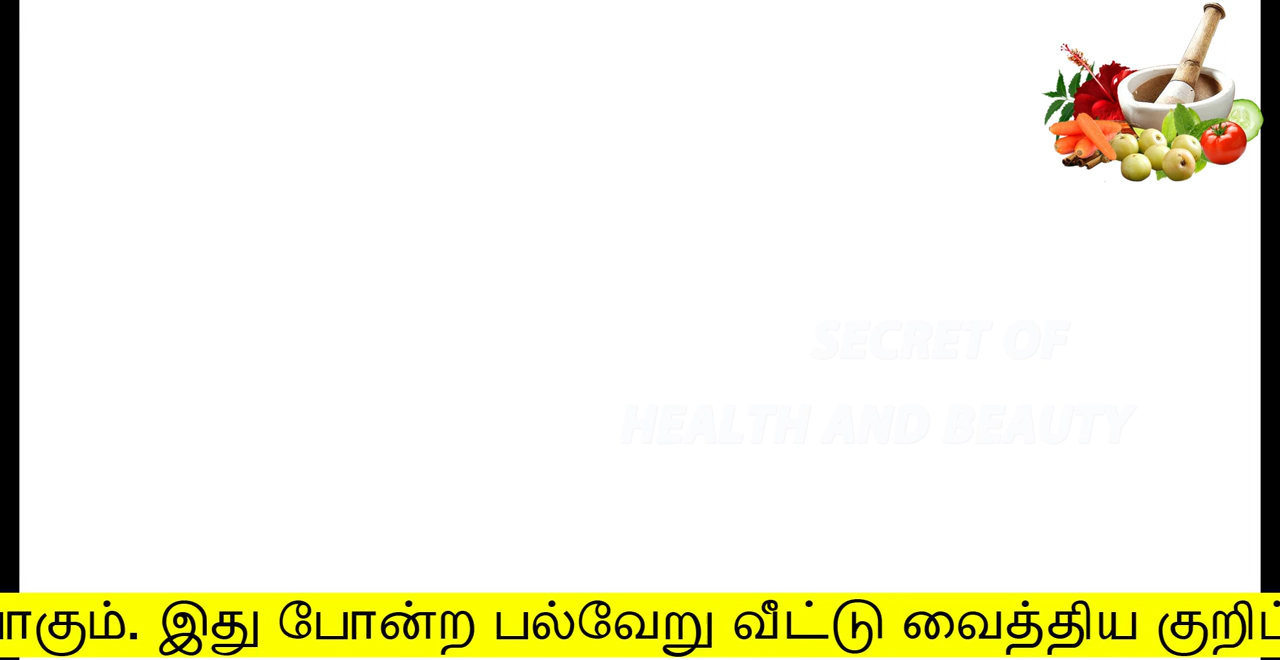 SECRET OF
HEALTH AND BEAUTY
இது போன்ற பல்வேறு வீட்டு வைத்திய